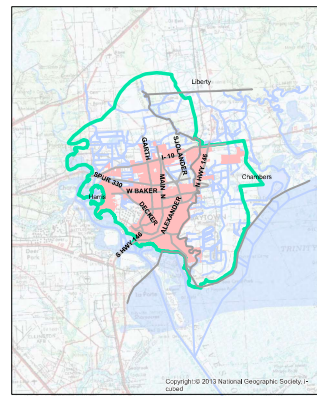 Liberty
GARTH
SJOLANDER
I-10
N HWY 146
MAIN N
SPUR 330
W BAKER
Chambers
Harris
DECKER
ALEXANDER
S HWY 146
Copyright:© 2013 National Geographic Society, i-
cubed